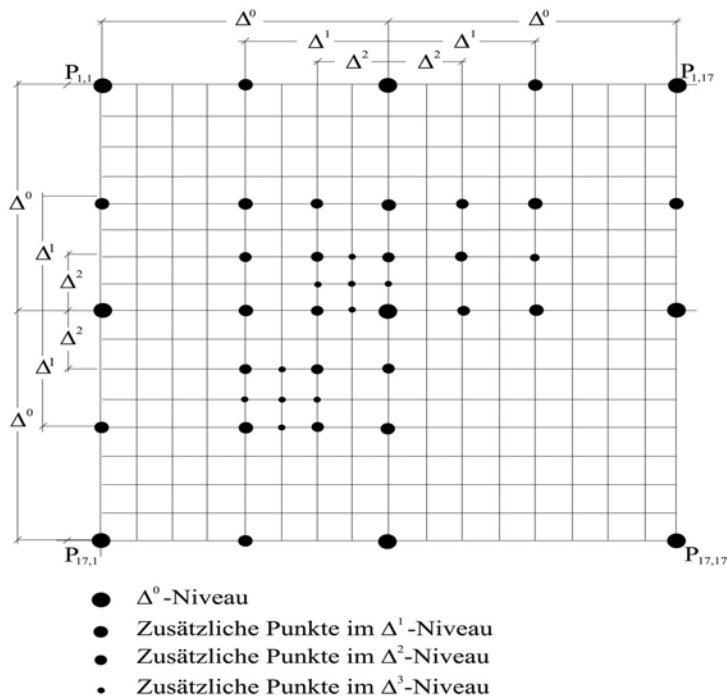 Δ⁰ Δ⁰
Δ¹ Δ¹
Δ² Δ²
P₁,₁ P₁,₁₇
Δ⁰
Δ¹
Δ²
Δ²
Δ¹
Δ⁰
P₁₇,₁ P₁₇,₁₇
Δ⁰-Niveau
Zusätzliche Punkte im Δ¹-Niveau
Zusätzliche Punkte im Δ²-Niveau
Zusätzliche Punkte im Δ³-Niveau